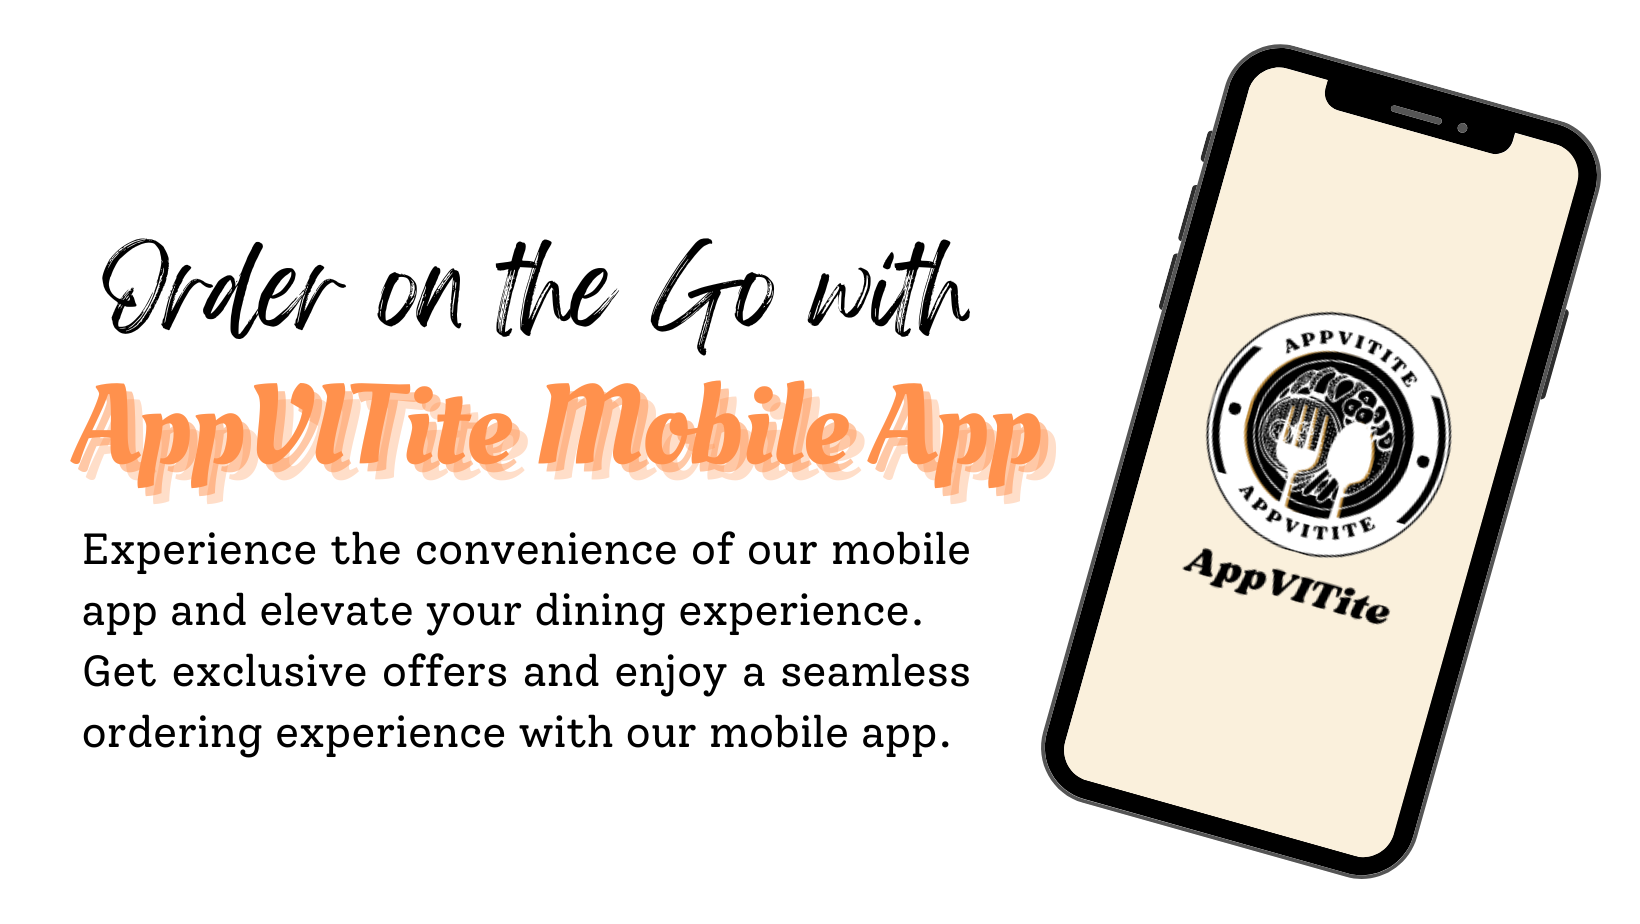 Order on the Go with
AppVITite Mobile App
Experience the convenience of our mobile
app and elevate your dining experience.
Get exclusive offers and enjoy a seamless
ordering experience with our mobile app.
APPVITITE
APPVITITE
AppVITite